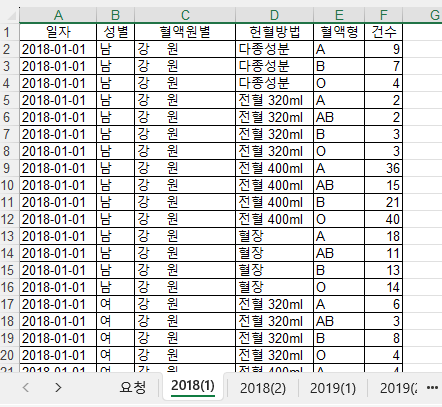 A B C D E F G
1 일자 성별 혈액원별 헌혈방법 혈액형 건수
2 2018-01-01 남 강 원 다종성분 A 9
3 2018-01-01 남 강 원 다종성분 B 7
4 2018-01-01 남 강 원 다종성분 O 4
5 2018-01-01 남 강 원 전혈 320ml A 2
6 2018-01-01 남 강 원 전혈 320ml AB 2
7 2018-01-01 남 강 원 전혈 320ml B 3
8 2018-01-01 남 강 원 전혈 320ml O 3
9 2018-01-01 남 강 원 전혈 400ml A 36
10 2018-01-01 남 강 원 전혈 400ml AB 15
11 2018-01-01 남 강 원 전혈 400ml B 21
12 2018-01-01 남 강 원 전혈 400ml O 40
13 2018-01-01 남 강 원 혈장 A 18
14 2018-01-01 남 강 원 혈장 AB 11
15 2018-01-01 남 강 원 혈장 B 13
16 2018-01-01 남 강 원 혈장 O 14
17 2018-01-01 여 강 원 전혈 320ml A 6
18 2018-01-01 여 강 원 전혈 320ml AB 3
19 2018-01-01 여 강 원 전혈 320ml B 8
20 2018-01-01 여 강 원 전혈 320ml O 4
21 2018-01-01 여 강 원 전혈 400ml A 4
요청 2018(1) 2018(2) 2019(1) 2019(2